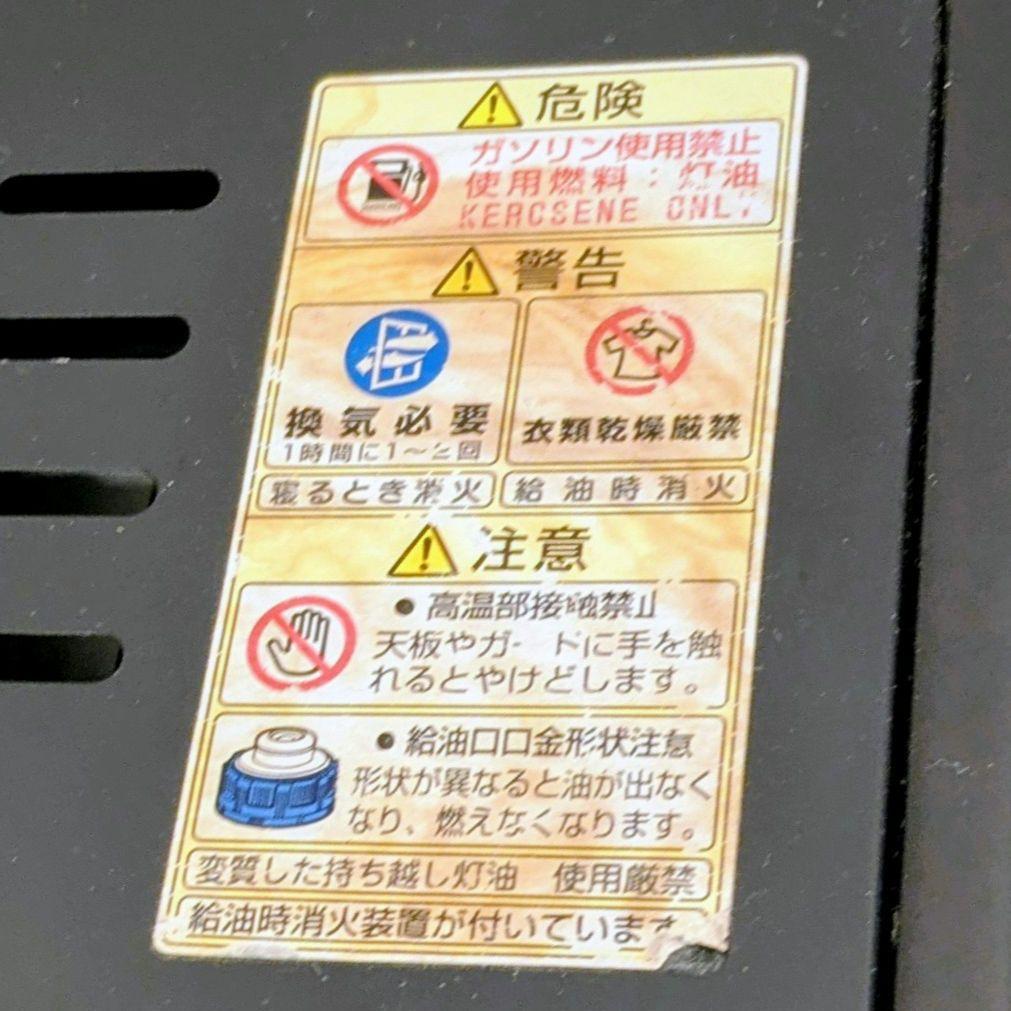 危険
ガソリン使用禁止
使用燃料：灯油
KEROSENE ONLY
警告
換気必要
1時間に1〜2回
衣類乾燥厳禁
寝るとき消火
給油時消火
注意
●高温部接触禁止
天板やガードに手を触
れるとやけどします。
●給油口口金形状注意
形状が異なると油が出なく
なり、燃えなくなります。
変質した持ち越し灯油 使用厳禁
給油時消火装置が付いています